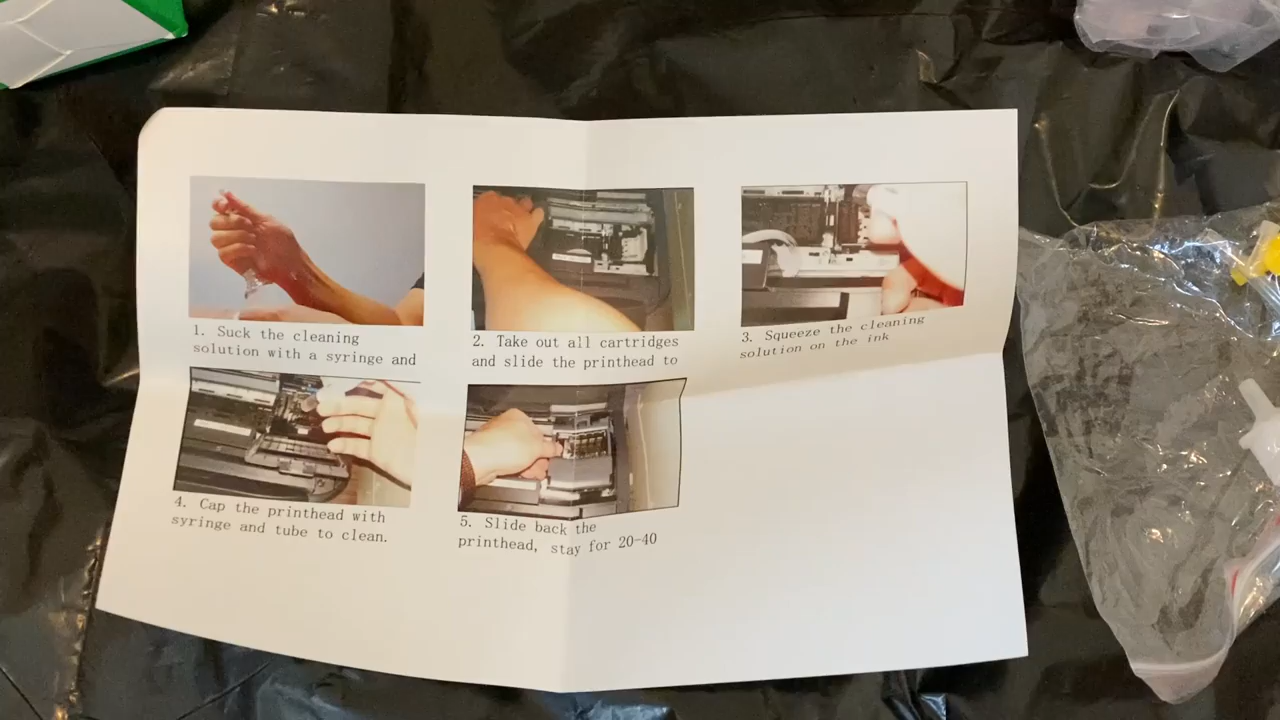 1. Suck the cleaning
solution with a syringe and
2. Take out all cartridges
and slide the printhead to
3. Squeeze the cleaning
solution on the ink
4. Cap the printhead with
syringe and tube to clean.
5. Slide back the
printhead, stay for 20-40